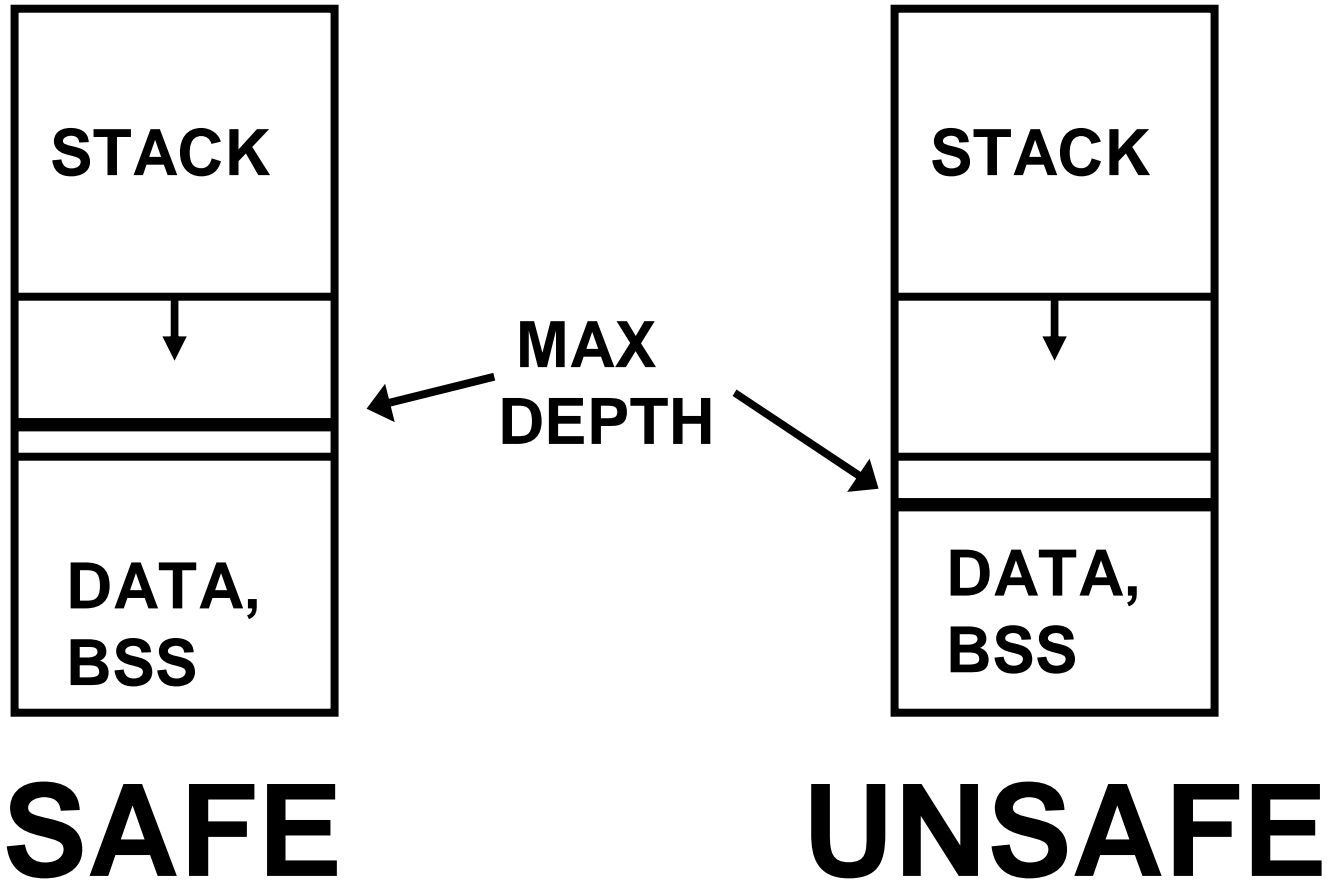 STACK
STACK
MAX
DEPTH
DATA,
BSS
DATA,
BSS
SAFE
UNSAFE